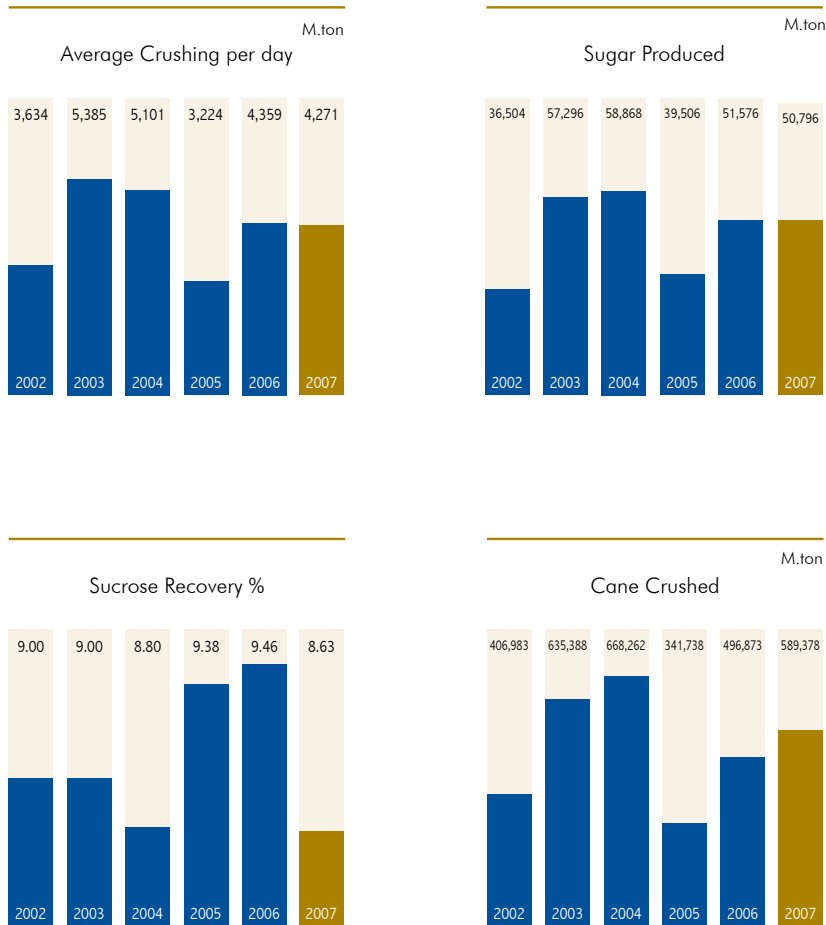 M.ton
Average Crushing per day
3,634 5,385 5,101 3,224 4,359 4,271
2002 2003 2004 2005 2006 2007
M.ton
Sugar Produced
36,504 57,296 58,868 39,506 51,576 50,796
2002 2003 2004 2005 2006 2007
Sucrose Recovery %
9.00 9.00 8.80 9.38 9.46 8.63
2002 2003 2004 2005 2006 2007
M.ton
Cane Crushed
406,983 635,388 668,262 341,738 496,873 589,378
2002 2003 2004 2005 2006 2007